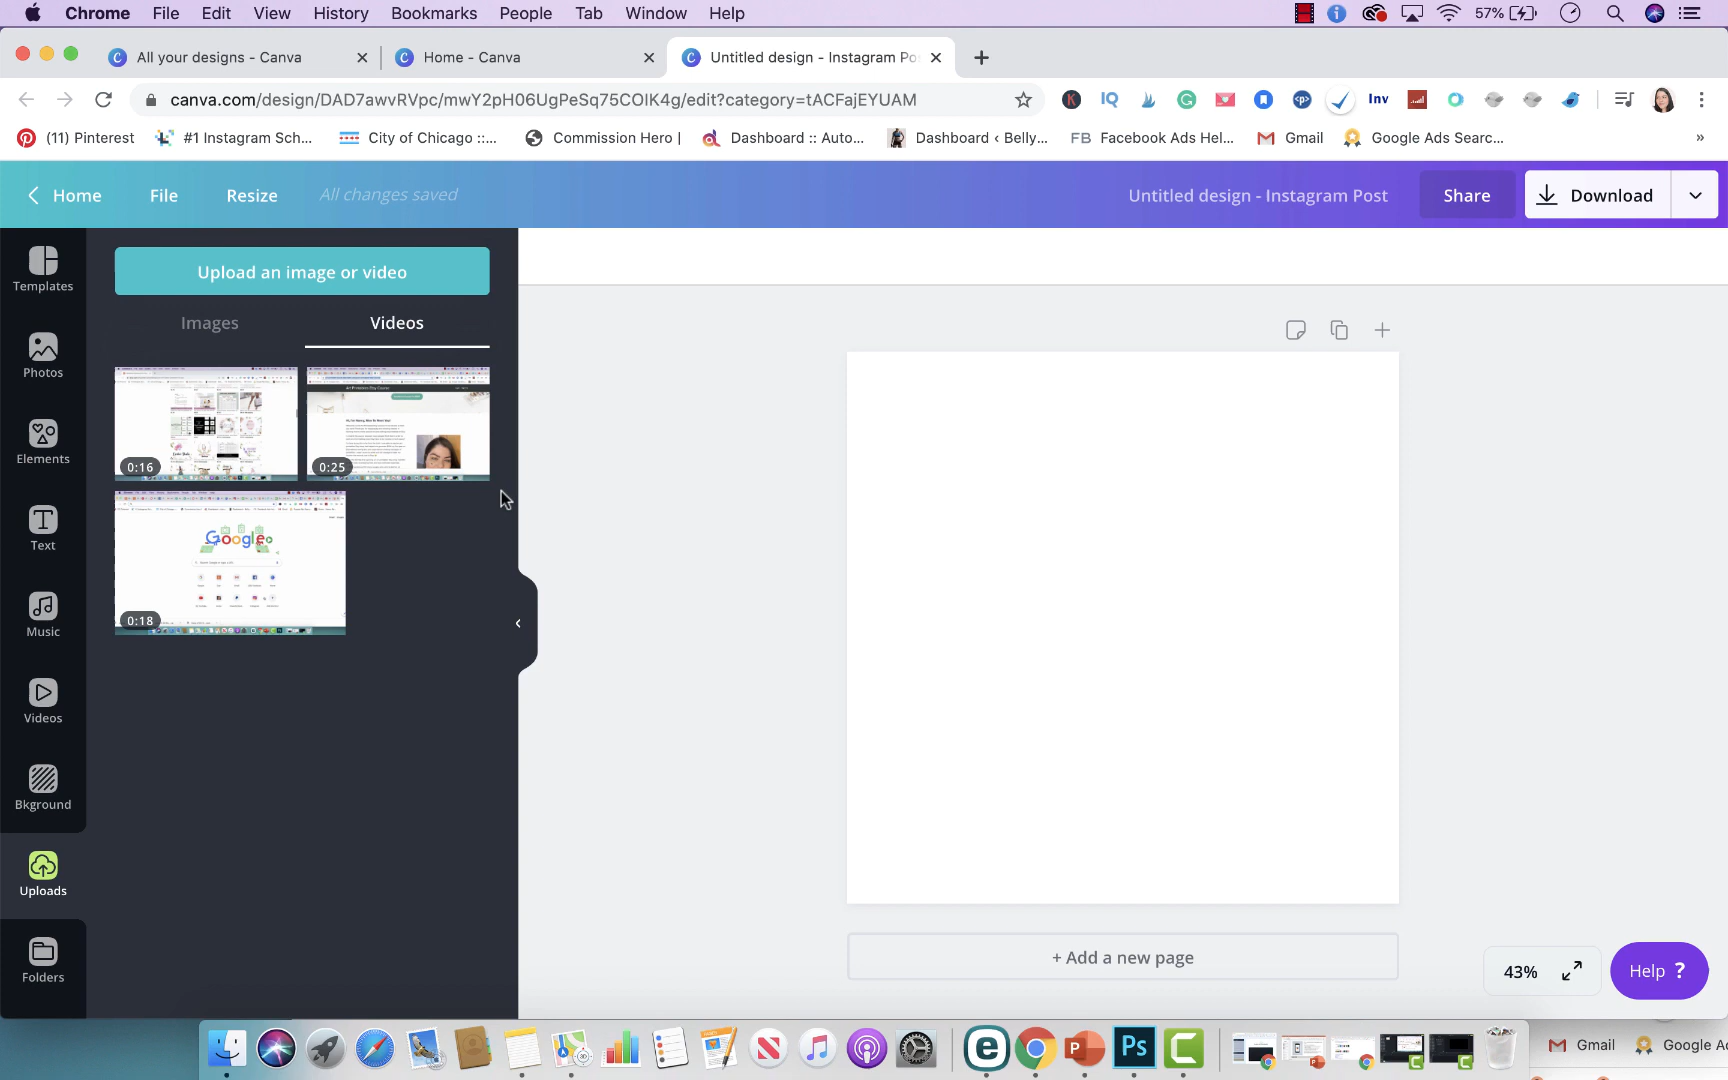 Chrome File Edit View History Bookmarks People Tab Window Help 57%
All your designs - Canva Home - Canva Untitled design - Instagram Po
canva.com/design/DAD7awvRVpc/mwY2pH06UgPeSq75COIK4g/edit?category=tACFajEYUAM IQ <p> Inv
(11) Pinterest #1 Instagram Sch... City of Chicago ::... Commission Hero | Dashboard :: Auto... Dashboard ‹ Belly... FB Facebook Ads Hel... Gmail Google Ads Searc... »
Home File Resize All changes saved Untitled design - Instagram Post Share Download
Templates
Photos
Elements
Text
Music
Videos
Bkground
Uploads
Folders
Upload an image or video
Images Videos
0:16 0:25
Google
0:18
+ Add a new page
43% Help ?
Ps
Gmail Google Ad